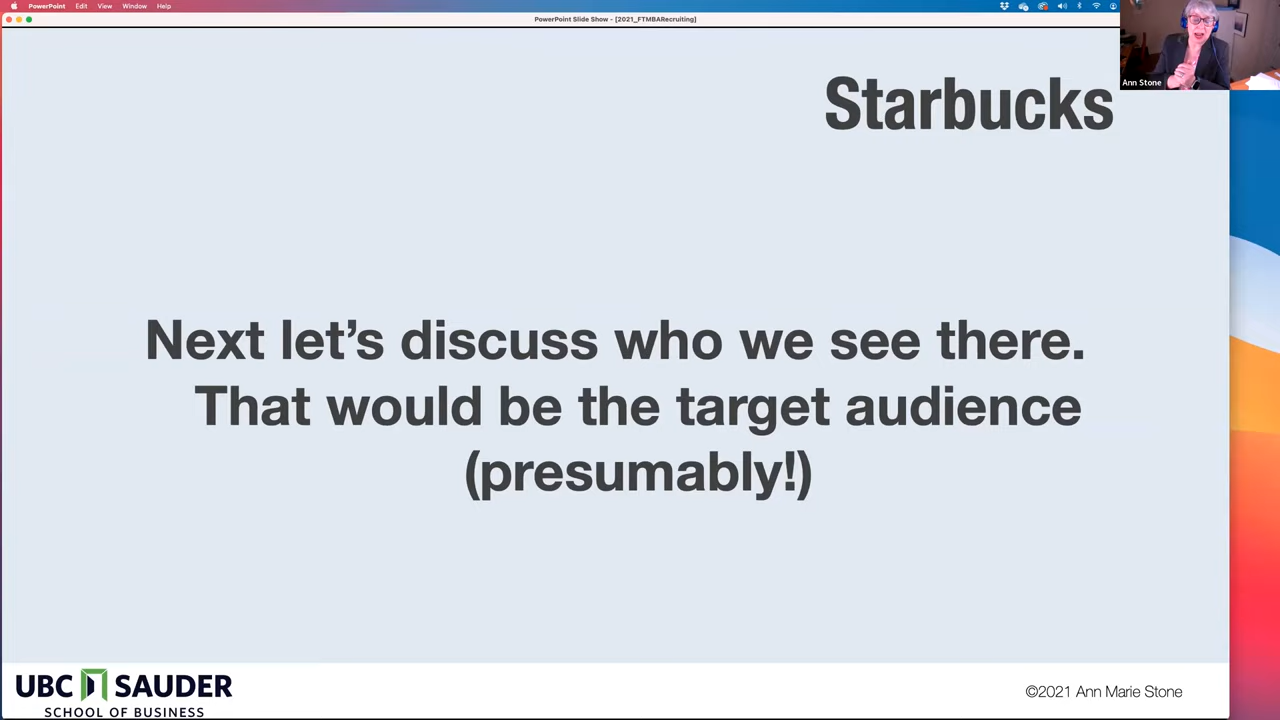 PowerPoint Edit View Window Help
PowerPoint Slide Show - [2021_FTMBARecruiting]
Ann Stone
Starbucks
Next let’s discuss who we see there.
That would be the target audience
(presumably!)
UBC SAUDER
SCHOOL OF BUSINESS
©2021 Ann Marie Stone